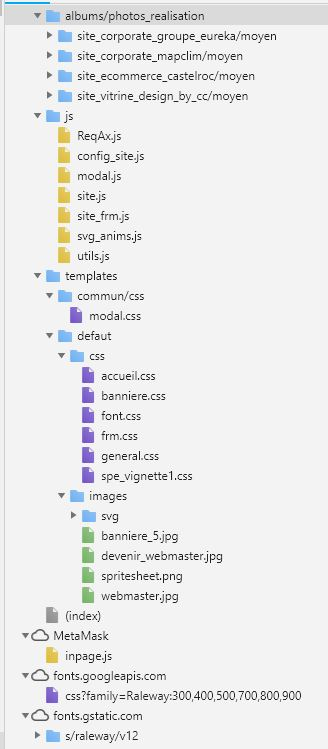 albums/photos_realisation
site_corporate_groupe_eureka/moyen
site_corporate_mapclim/moyen
site_ecommerce_castelroc/moyen
site_vitrine_design_by_cc/moyen
js
ReqAx.js
config_site.js
modal.js
site.js
site_frm.js
svg_anims.js
utils.js
templates
commun/css
modal.css
defaut
css
accueil.css
banniere.css
font.css
frm.css
general.css
spe_vignette1.css
images
svg
banniere_5.jpg
devenir_webmaster.jpg
spritesheet.png
webmaster.jpg
(index)
MetaMask
inpage.js
fonts.googleapis.com
css?family=Raleway:300,400,500,700,800,900
fonts.gstatic.com
s/raleway/v12